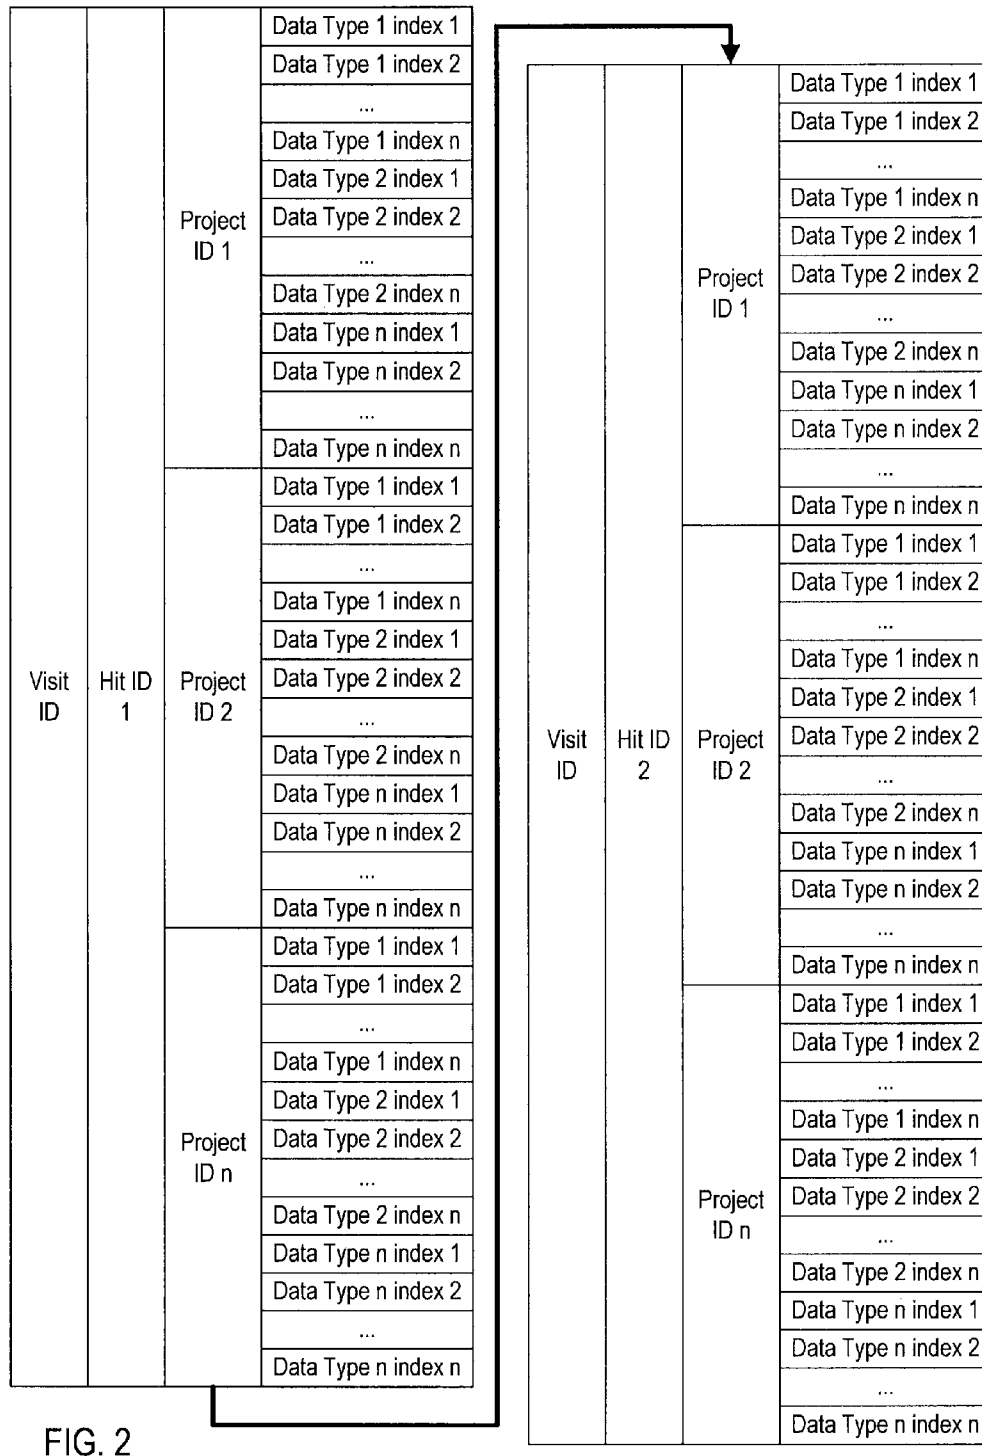 Visit
ID
Hit ID
1
Project
ID 1
Data Type 1 index 1
Data Type 1 index 2
...
Data Type 1 index n
Data Type 2 index 1
Data Type 2 index 2
...
Data Type 2 index n
Data Type n index 1
Data Type n index 2
...
Data Type n index n
Project
ID 2
Data Type 1 index 1
Data Type 1 index 2
...
Data Type 1 index n
Data Type 2 index 1
Data Type 2 index 2
...
Data Type 2 index n
Data Type n index 1
Data Type n index 2
...
Data Type n index n
Project
ID n
Data Type 1 index 1
Data Type 1 index 2
...
Data Type 1 index n
Data Type 2 index 1
Data Type 2 index 2
...
Data Type 2 index n
Data Type n index 1
Data Type n index 2
...
Data Type n index n
Visit
ID
Hit ID
2
Project
ID 1
Data Type 1 index 1
Data Type 1 index 2
...
Data Type 1 index n
Data Type 2 index 1
Data Type 2 index 2
...
Data Type 2 index n
Data Type n index 1
Data Type n index 2
...
Data Type n index n
Project
ID 2
Data Type 1 index 1
Data Type 1 index 2
...
Data Type 1 index n
Data Type 2 index 1
Data Type 2 index 2
...
Data Type 2 index n
Data Type n index 1
Data Type n index 2
...
Data Type n index n
Project
ID n
Data Type 1 index 1
Data Type 1 index 2
...
Data Type 1 index n
Data Type 2 index 1
Data Type 2 index 2
...
Data Type 2 index n
Data Type n index 1
Data Type n index 2
...
Data Type n index n
FIG. 2